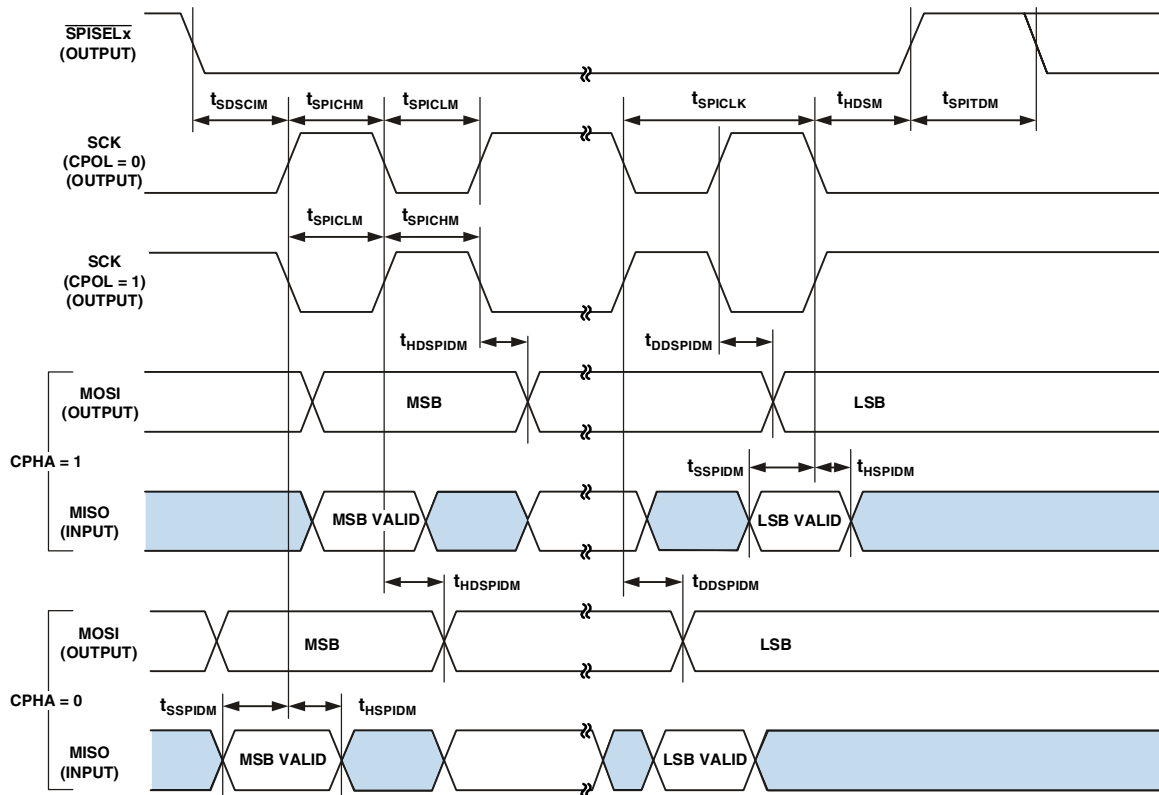 SPISELx
(OUTPUT)
tSDSCIM tSPICHM tSPICLM tSPICLK tHDSM tSPITDM
SCK
(CPOL = 0)
(OUTPUT)
tSPICLM tSPICHM
SCK
(CPOL = 1)
(OUTPUT)
tHDSPIDM tDDSPIDM
MOSI
(OUTPUT)
MSB LSB
CPHA = 1
tSSPIDM tHSPIDM
MISO
(INPUT)
MSB VALID LSB VALID
tHDSPIDM tDDSPIDM
MOSI
(OUTPUT)
MSB LSB
CPHA = 0
tSSPIDM tHSPIDM
MISO
(INPUT)
MSB VALID LSB VALID